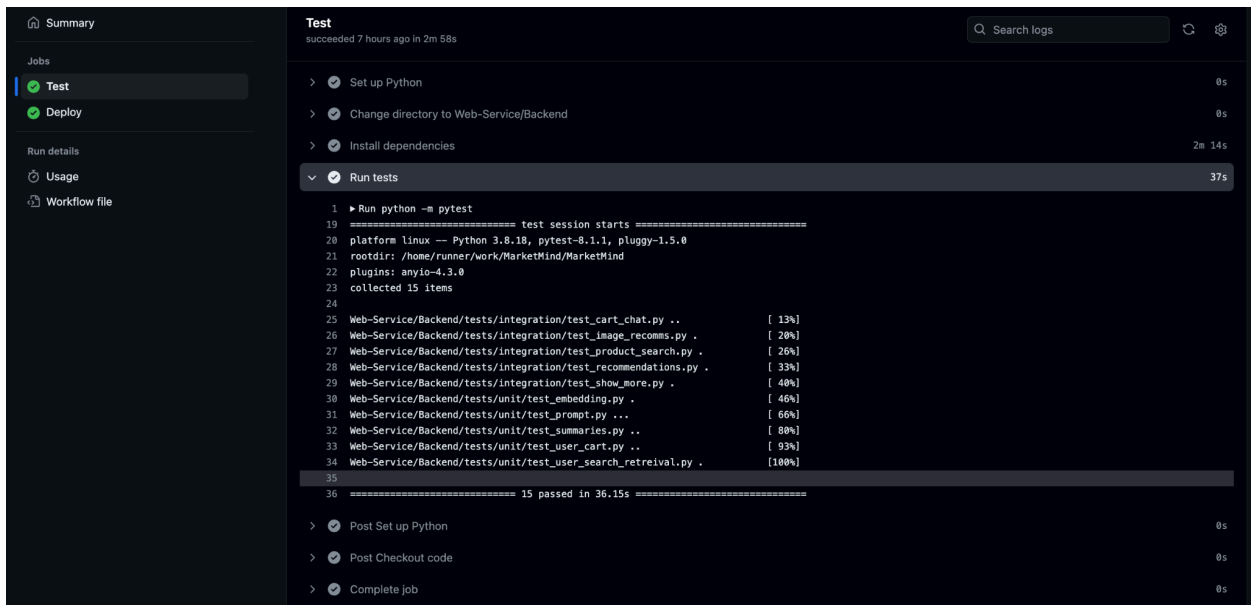 Summary
Jobs
Test
Deploy
Run details
Usage
Workflow file
Test
succeeded 7 hours ago in 2m 58s
Search logs
Set up Python 0s
Change directory to Web-Service/Backend 0s
Install dependencies 2m 14s
Run tests 37s
1 ▶ Run python -m pytest
19 ============================= test session starts ==============================
20 platform linux -- Python 3.8.18, pytest-8.1.1, pluggy-1.5.0
21 rootdir: /home/runner/work/MarketMind/MarketMind
22 plugins: anyio-4.3.0
23 collected 15 items
24
25 Web-Service/Backend/tests/integration/test_cart_chat.py .. [ 13%]
26 Web-Service/Backend/tests/integration/test_image_recomms.py . [ 20%]
27 Web-Service/Backend/tests/integration/test_product_search.py . [ 26%]
28 Web-Service/Backend/tests/integration/test_recommendations.py . [ 33%]
29 Web-Service/Backend/tests/integration/test_show_more.py . [ 40%]
30 Web-Service/Backend/tests/unit/test_embedding.py . [ 46%]
31 Web-Service/Backend/tests/unit/test_prompt.py ... [ 66%]
32 Web-Service/Backend/tests/unit/test_summaries.py .. [ 80%]
33 Web-Service/Backend/tests/unit/test_user_cart.py .. [ 93%]
34 Web-Service/Backend/tests/unit/test_user_search_retreival.py . [100%]
35
36 ============================= 15 passed in 36.15s ==============================
Post Set up Python 0s
Post Checkout code 0s
Complete job 0s